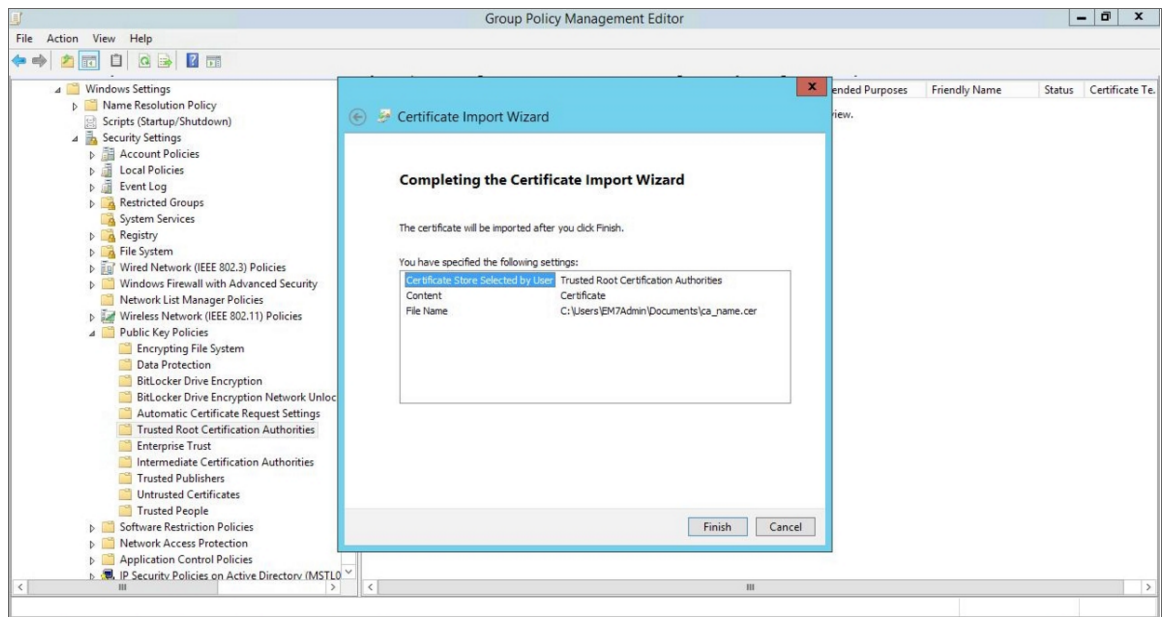 Group Policy Management Editor
File Action View Help
Windows Settings
Name Resolution Policy
Scripts (Startup/Shutdown)
Security Settings
Account Policies
Local Policies
Event Log
Restricted Groups
System Services
Registry
File System
Wired Network (IEEE 802.3) Policies
Windows Firewall with Advanced Security
Network List Manager Policies
Wireless Network (IEEE 802.11) Policies
Public Key Policies
Encrypting File System
Data Protection
BitLocker Drive Encryption
BitLocker Drive Encryption Network Unloc
Automatic Certificate Request Settings
Trusted Root Certification Authorities
Enterprise Trust
Intermediate Certification Authorities
Trusted Publishers
Untrusted Certificates
Trusted People
Software Restriction Policies
Network Access Protection
Application Control Policies
IP Security Policies on Active Directory (MSTL0
Certificate Import Wizard
Completing the Certificate Import Wizard
The certificate will be imported after you click Finish.
You have specified the following settings:
Certificate Store Selected by User Trusted Root Certification Authorities
Content Certificate
File Name C:\Users\EM7Admin\Documents\ca_name.cer
Finish Cancel
ended Purposes Friendly Name Status Certificate Te.
view.